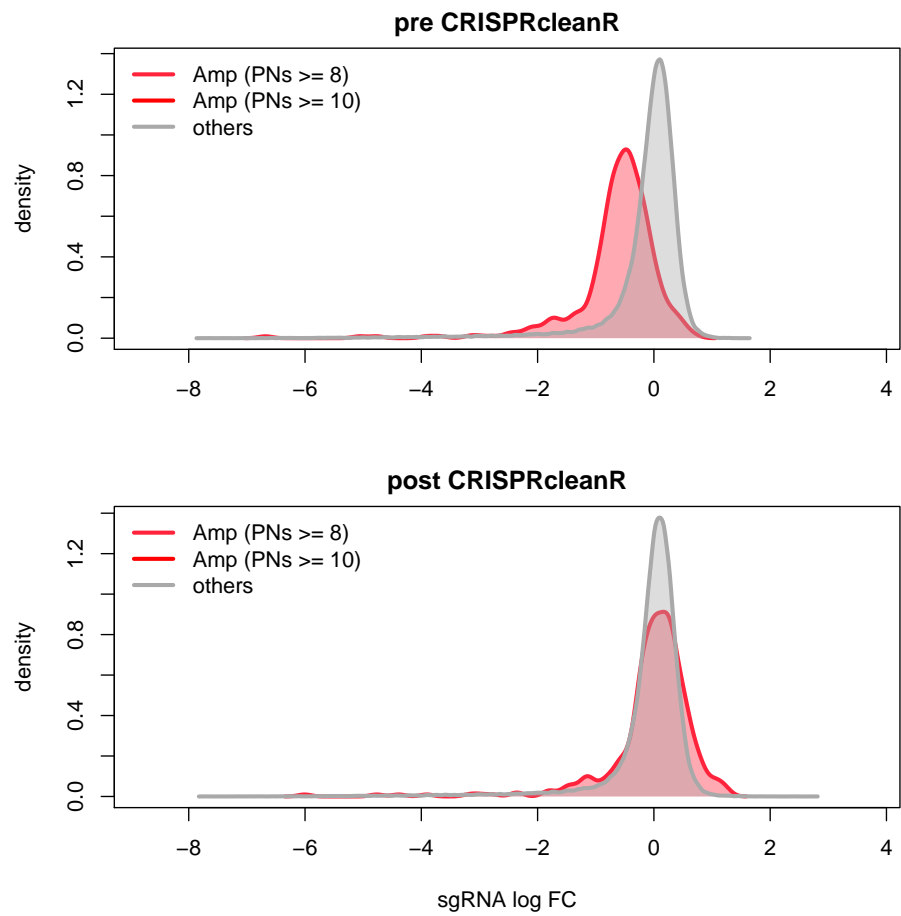 pre CRISPRcleanR
Amp (PNs >= 8)
Amp (PNs >= 10)
others
density
0.0 0.4 0.8 1.2
−8 −6 −4 −2 0 2 4
post CRISPRcleanR
Amp (PNs >= 8)
Amp (PNs >= 10)
others
density
0.0 0.4 0.8 1.2
−8 −6 −4 −2 0 2 4
sgRNA log FC